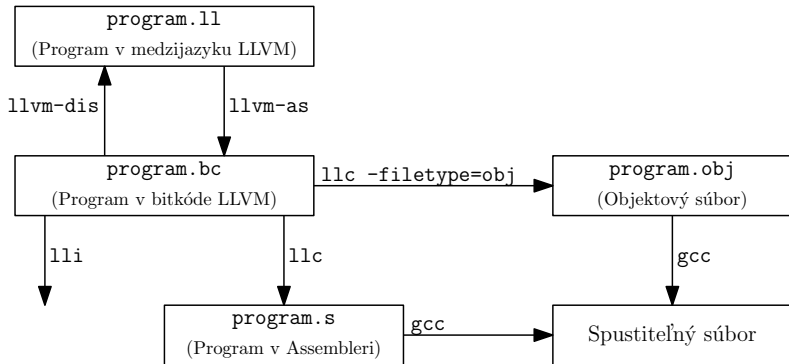 program.ll
(Program v medzijazyku LLVM)
llvm-dis
llvm-as
program.bc
(Program v bitkóde LLVM)
llc -filetype=obj
program.obj
(Objektový súbor)
lli
llc
gcc
program.s
(Program v Assembleri)
gcc
Spustiteľný súbor